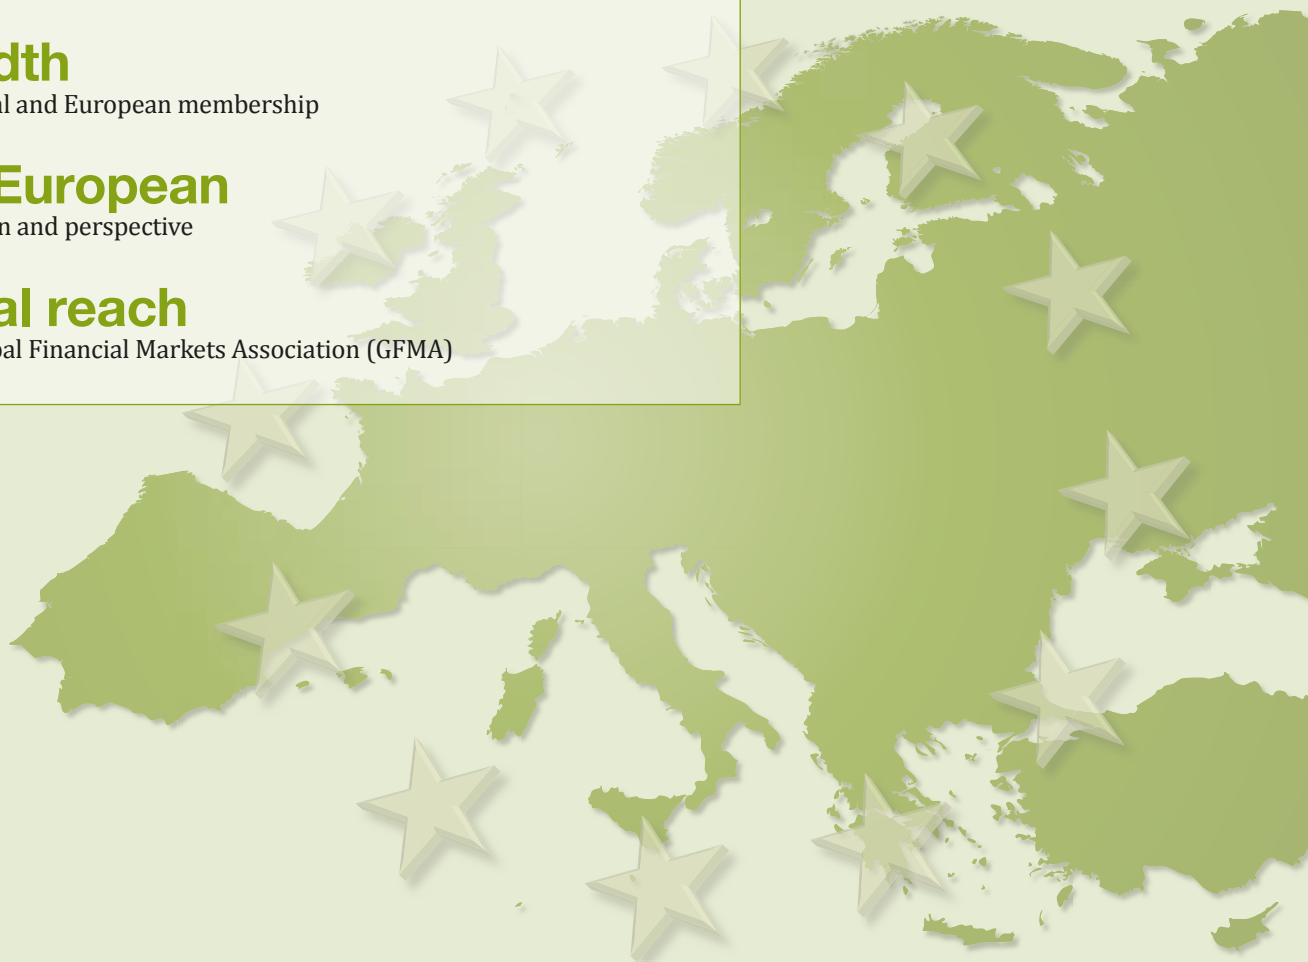 dth
al and European membership
European
n and perspective
al reach
bal Financial Markets Association (GFMA)